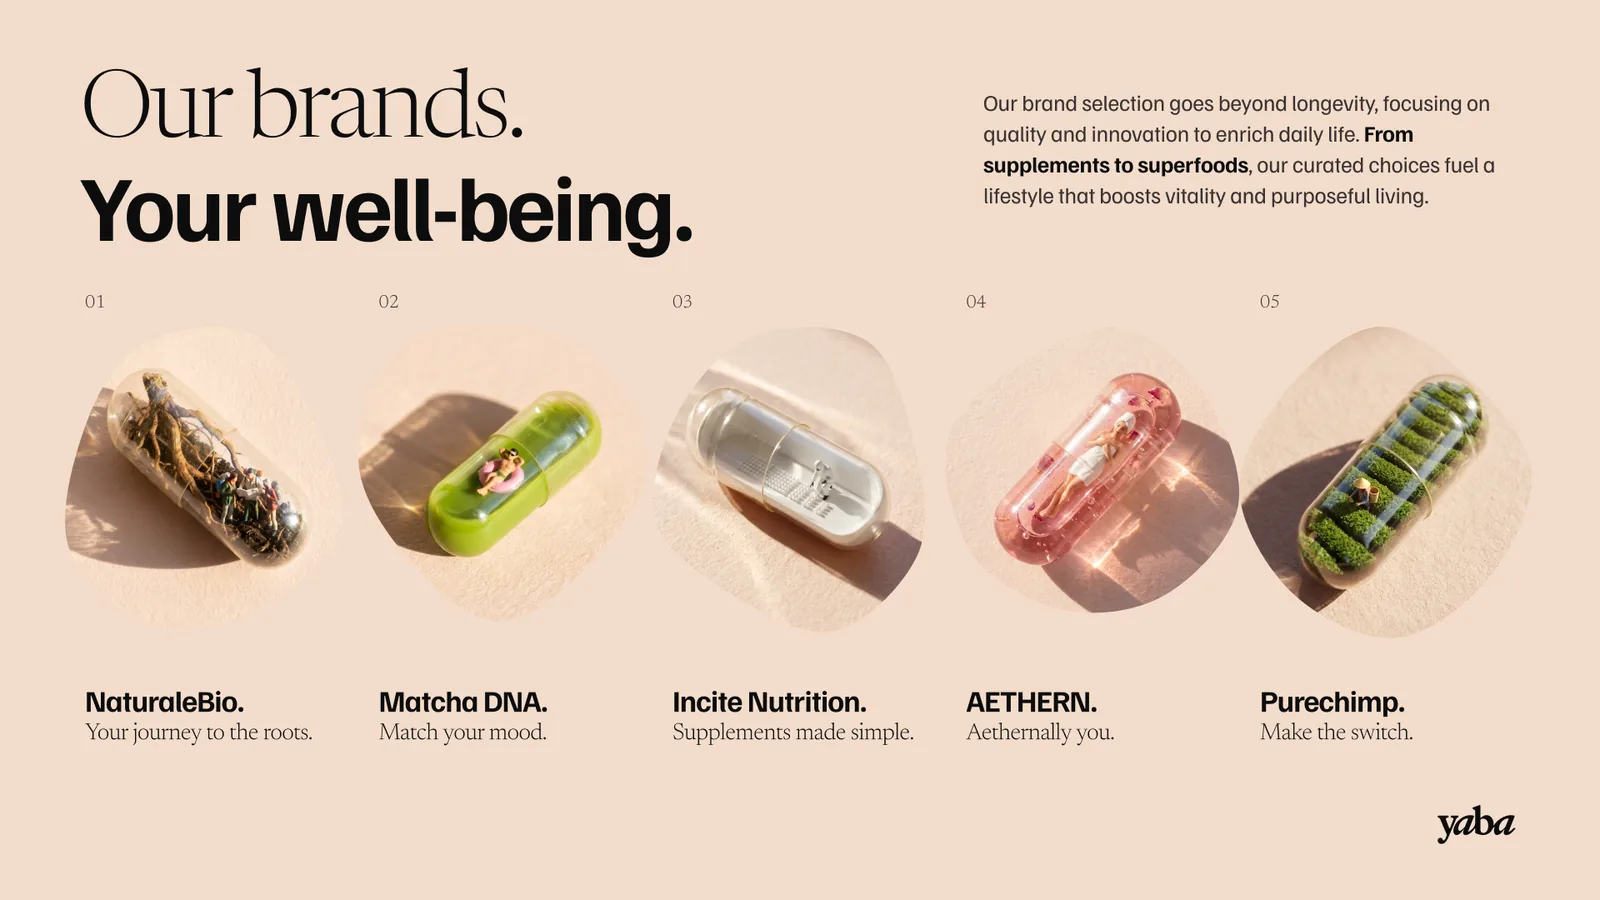 Our brands.
Your well-being.
Our brand selection goes beyond longevity, focusing on
quality and innovation to enrich daily life. From
supplements to superfoods, our curated choices fuel a
lifestyle that boosts vitality and purposeful living.
01
02
03
04
05
NaturaleBio.
Your journey to the roots.
Matcha DNA.
Match your mood.
Incite Nutrition.
Supplements made simple.
AETHERN.
Aethernally you.
Purechimp.
Make the switch.
yaba